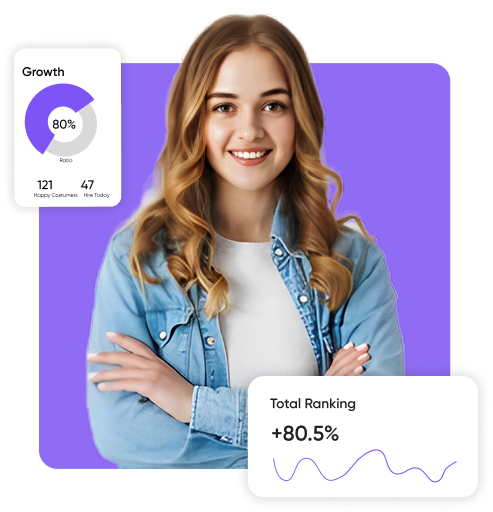 Growth
80%
Ratio
121 47
Happy Costumers Hire Today
Total Ranking
+80.5%